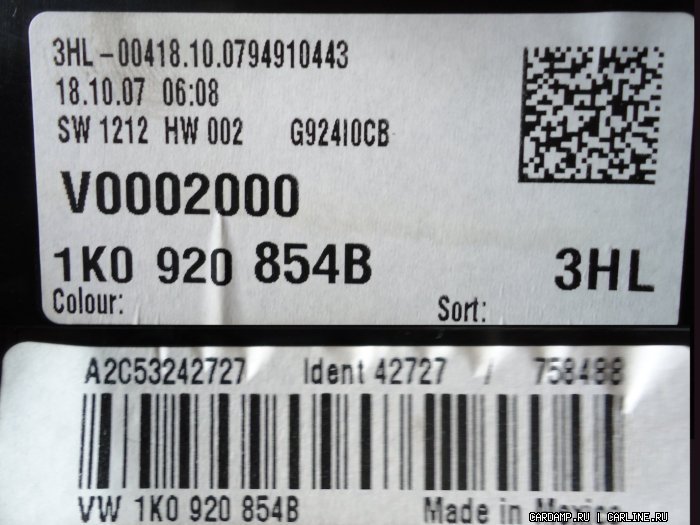 3HL-00418.10.0794910443
18.10.07 06:08
SW 1212 HW 002 G924I0CB
V0002000
1K0 920 854B 3HL
Colour: Sort:
A2C53242727 Ident 42727 / 758488
VW 1K0 920 854B Made in Mexico
CARDAMP.RU | CARLINE.RU